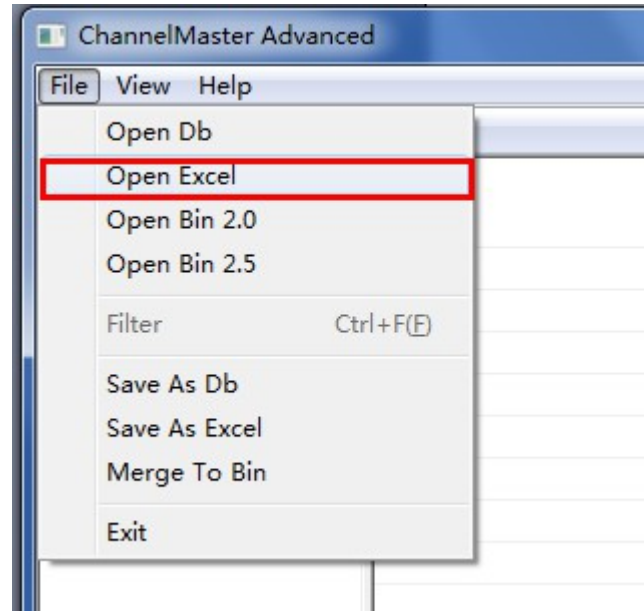 ChannelMaster Advanced
File View Help
Open Db
Open Excel
Open Bin 2.0
Open Bin 2.5
Filter Ctrl+F(F)
Save As Db
Save As Excel
Merge To Bin
Exit